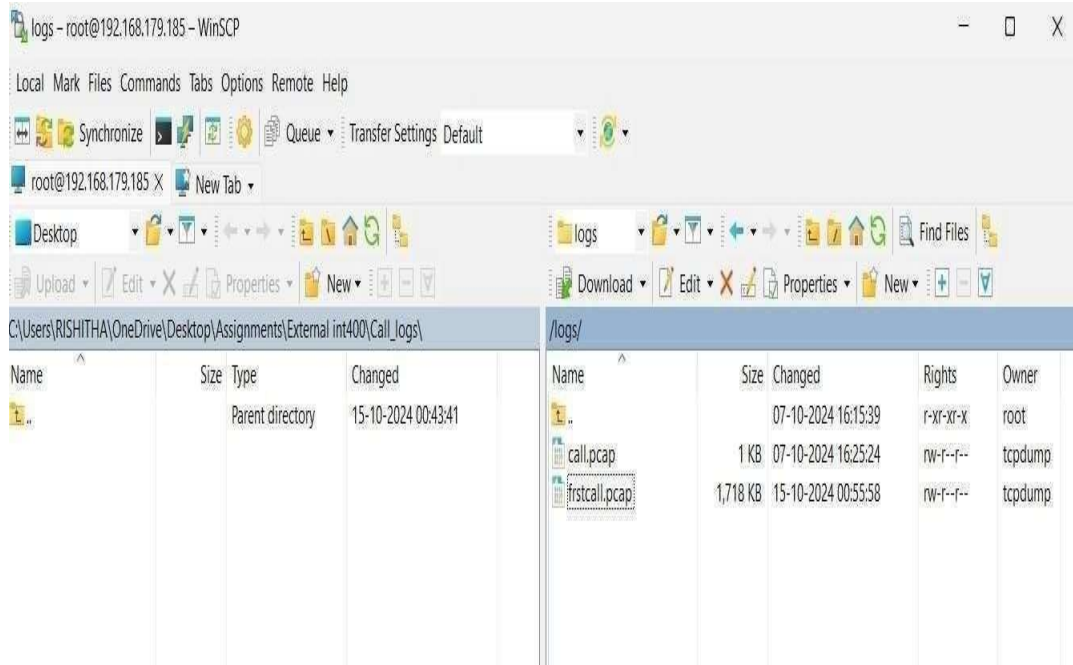 logs – root@192.168.179.185 – WinSCP
Local Mark Files Commands Tabs Options Remote Help
Synchronize Queue Transfer Settings Default
root@192.168.179.185 X New Tab
Desktop
Upload Edit Properties New
C:\Users\RISHITHA\OneDrive\Desktop\Assignments\External int400\Call_logs\
Name Size Type Changed
.. Parent directory 15-10-2024 00:43:41
logs Find Files
Download Edit Properties New
/logs/
Name Size Changed Rights Owner
.. 07-10-2024 16:15:39 r-xr-xr-x root
call.pcap 1 KB 07-10-2024 16:25:24 rw-r--r-- tcpdump
frstcall.pcap 1,718 KB 15-10-2024 00:55:58 rw-r--r-- tcpdump